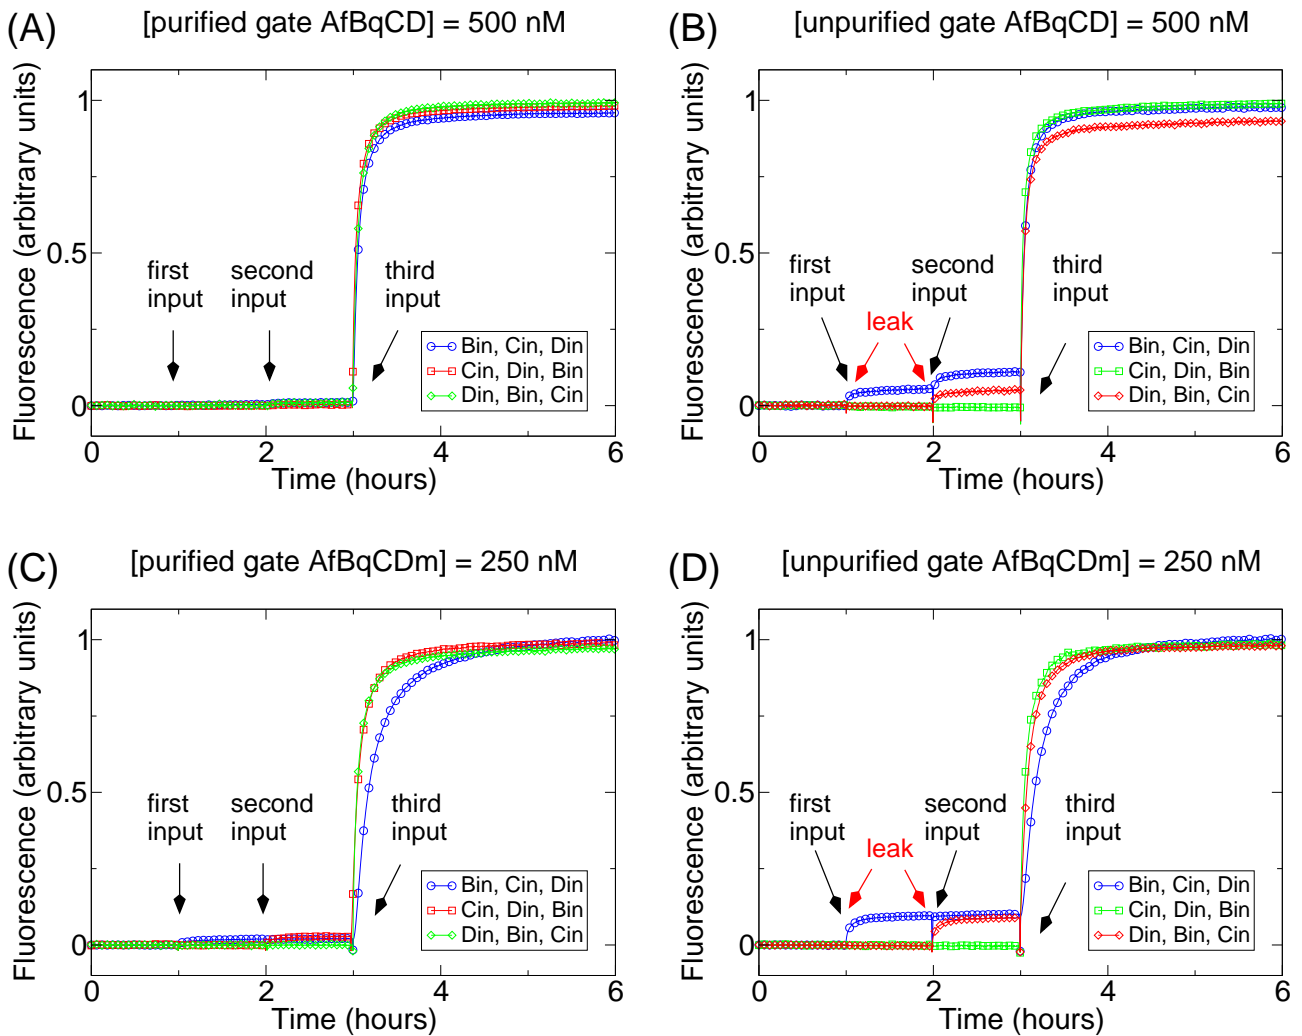 (A)
[purified gate AfBqCD] = 500 nM
Fluorescence (arbitrary units)
1
0.5
0
first
input
second
input
third
input
Bin, Cin, Din
Cin, Din, Bin
Din, Bin, Cin
0
2
4
6
Time (hours)
(B)
[unpurified gate AfBqCD] = 500 nM
Fluorescence (arbitrary units)
1
0.5
0
first
input
leak
second
input
third
input
Bin, Cin, Din
Cin, Din, Bin
Din, Bin, Cin
0
2
4
6
Time (hours)
(C)
[purified gate AfBqCDm] = 250 nM
Fluorescence (arbitrary units)
1
0.5
0
first
input
second
input
third
input
Bin, Cin, Din
Cin, Din, Bin
Din, Bin, Cin
0
2
4
6
Time (hours)
(D)
[unpurified gate AfBqCDm] = 250 nM
Fluorescence (arbitrary units)
1
0.5
0
first
input
leak
second
input
third
input
Bin, Cin, Din
Cin, Din, Bin
Din, Bin, Cin
0
2
4
6
Time (hours)